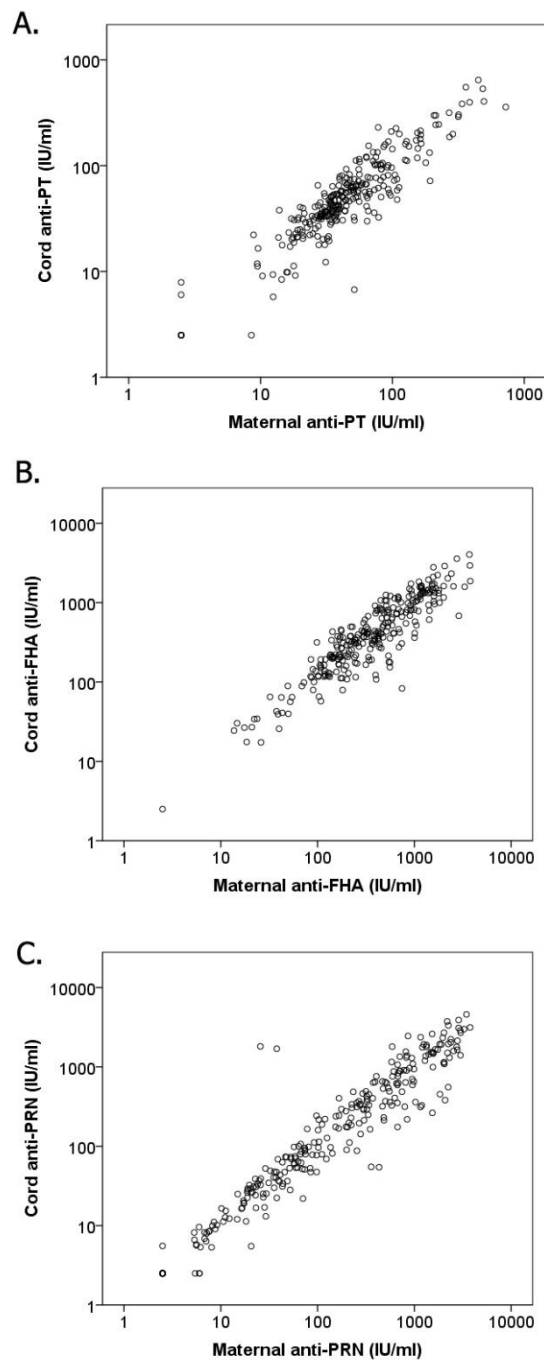 A.
1000
100
10
1
1 10 100 1000
Cord anti-PT (IU/ml)
Maternal anti-PT (IU/ml)
B.
10000
1000
100
10
1
1 10 100 1000 10000
Cord anti-FHA (IU/ml)
Maternal anti-FHA (IU/ml)
C.
10000
1000
100
10
1
1 10 100 1000 10000
Cord anti-PRN (IU/ml)
Maternal anti-PRN (IU/ml)